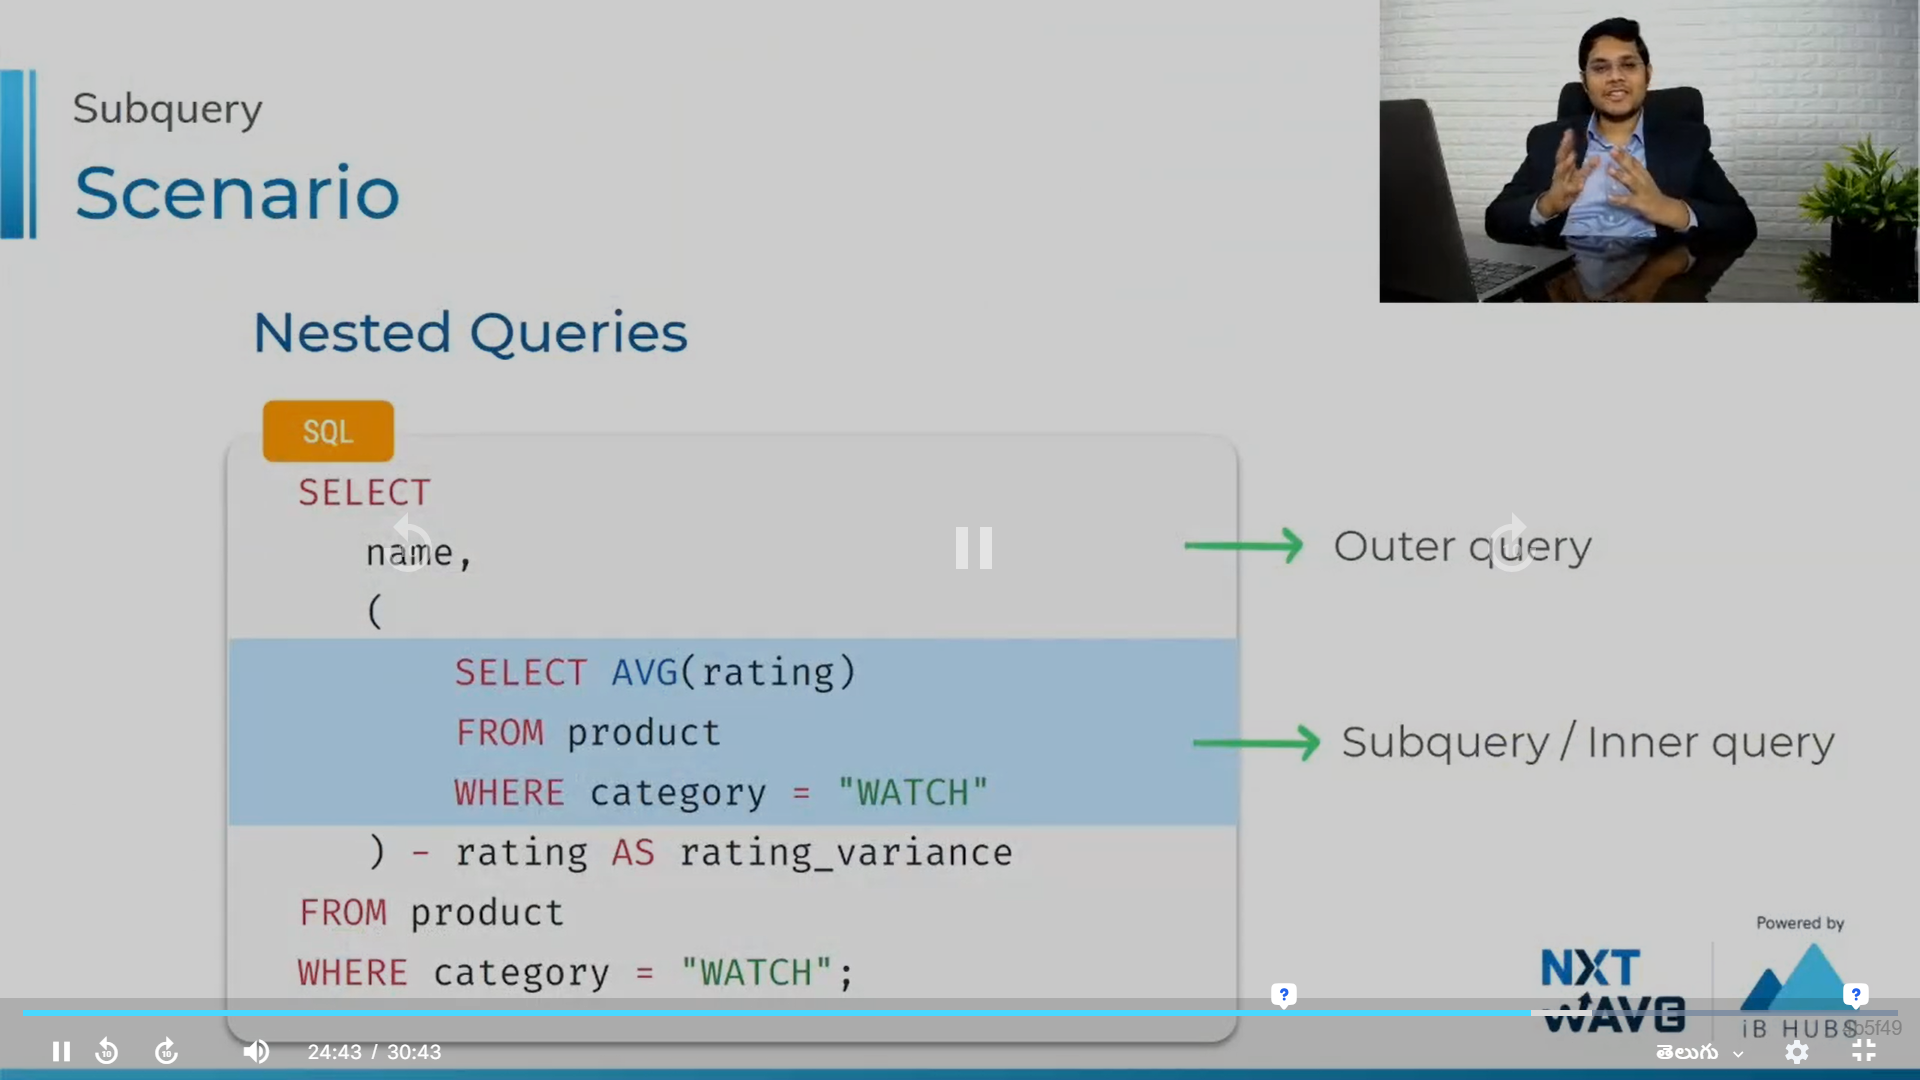 Subquery
Scenario
Nested Queries
SQL
SELECT
name,
(
SELECT AVG(rating)
FROM product
WHERE category = "WATCH"
) - rating AS rating_variance
FROM product
WHERE category = "WATCH";
Outer query
Subquery / Inner query
Powered by
NXT
WAVE
iB HUBS
?
?
10
10
24:43 / 30:43
తెలుగు